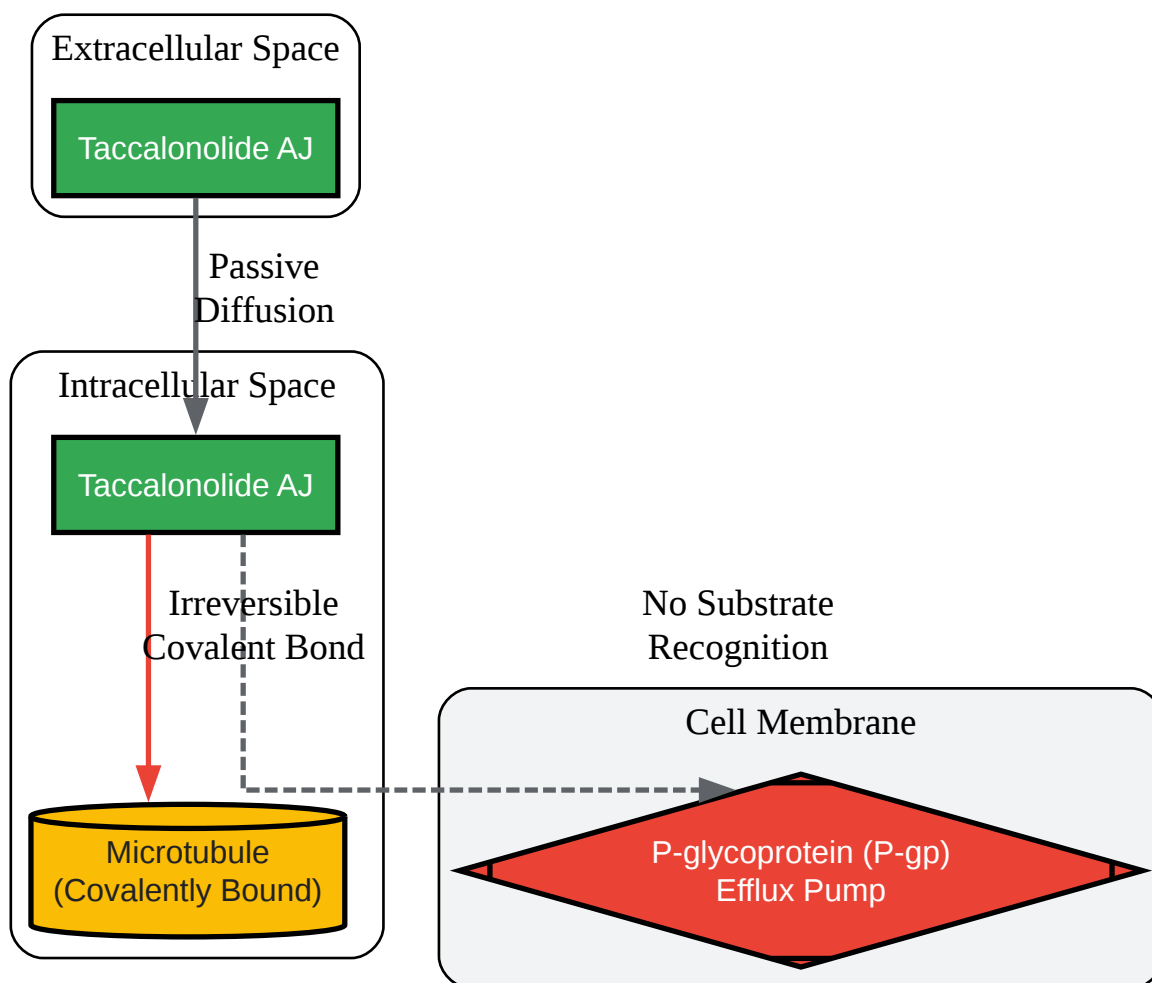 Extracellular Space
Taccalonolide AJ
Passive
Diffusion
Intracellular Space
Taccalonolide AJ
Irreversible
Covalent Bond
No Substrate
Recognition
Cell Membrane
Microtubule
(Covalently Bound)
P-glycoprotein (P-gp)
Efflux Pump